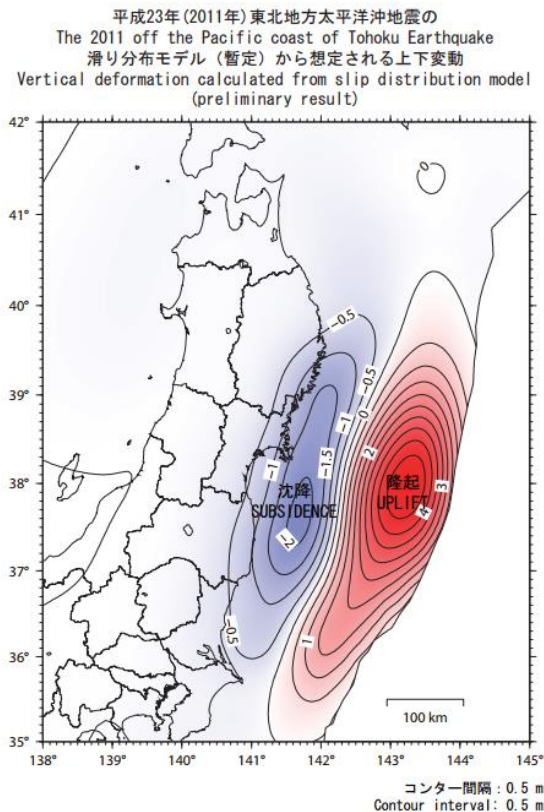 平成23年(2011年)東北地方太平洋沖地震の
The 2011 off the Pacific coast of Tohoku Earthquake
滑り分布モデル（暫定）から想定される上下変動
Vertical deformation calculated from slip distribution model
(preliminary result)
42°
0
41°
40°
-0.5
-0.5
39°
-1
0
2
-1
-1.5
38°
沈降
隆起
SUBSIDENCE
UPLIFT
3
4
-2
37°
-0.5
1
36°
100 km
35°
138°
139°
140°
141°
142°
143°
144°
145°
コンター間隔：0.5 m
Contour interval: 0.5 m